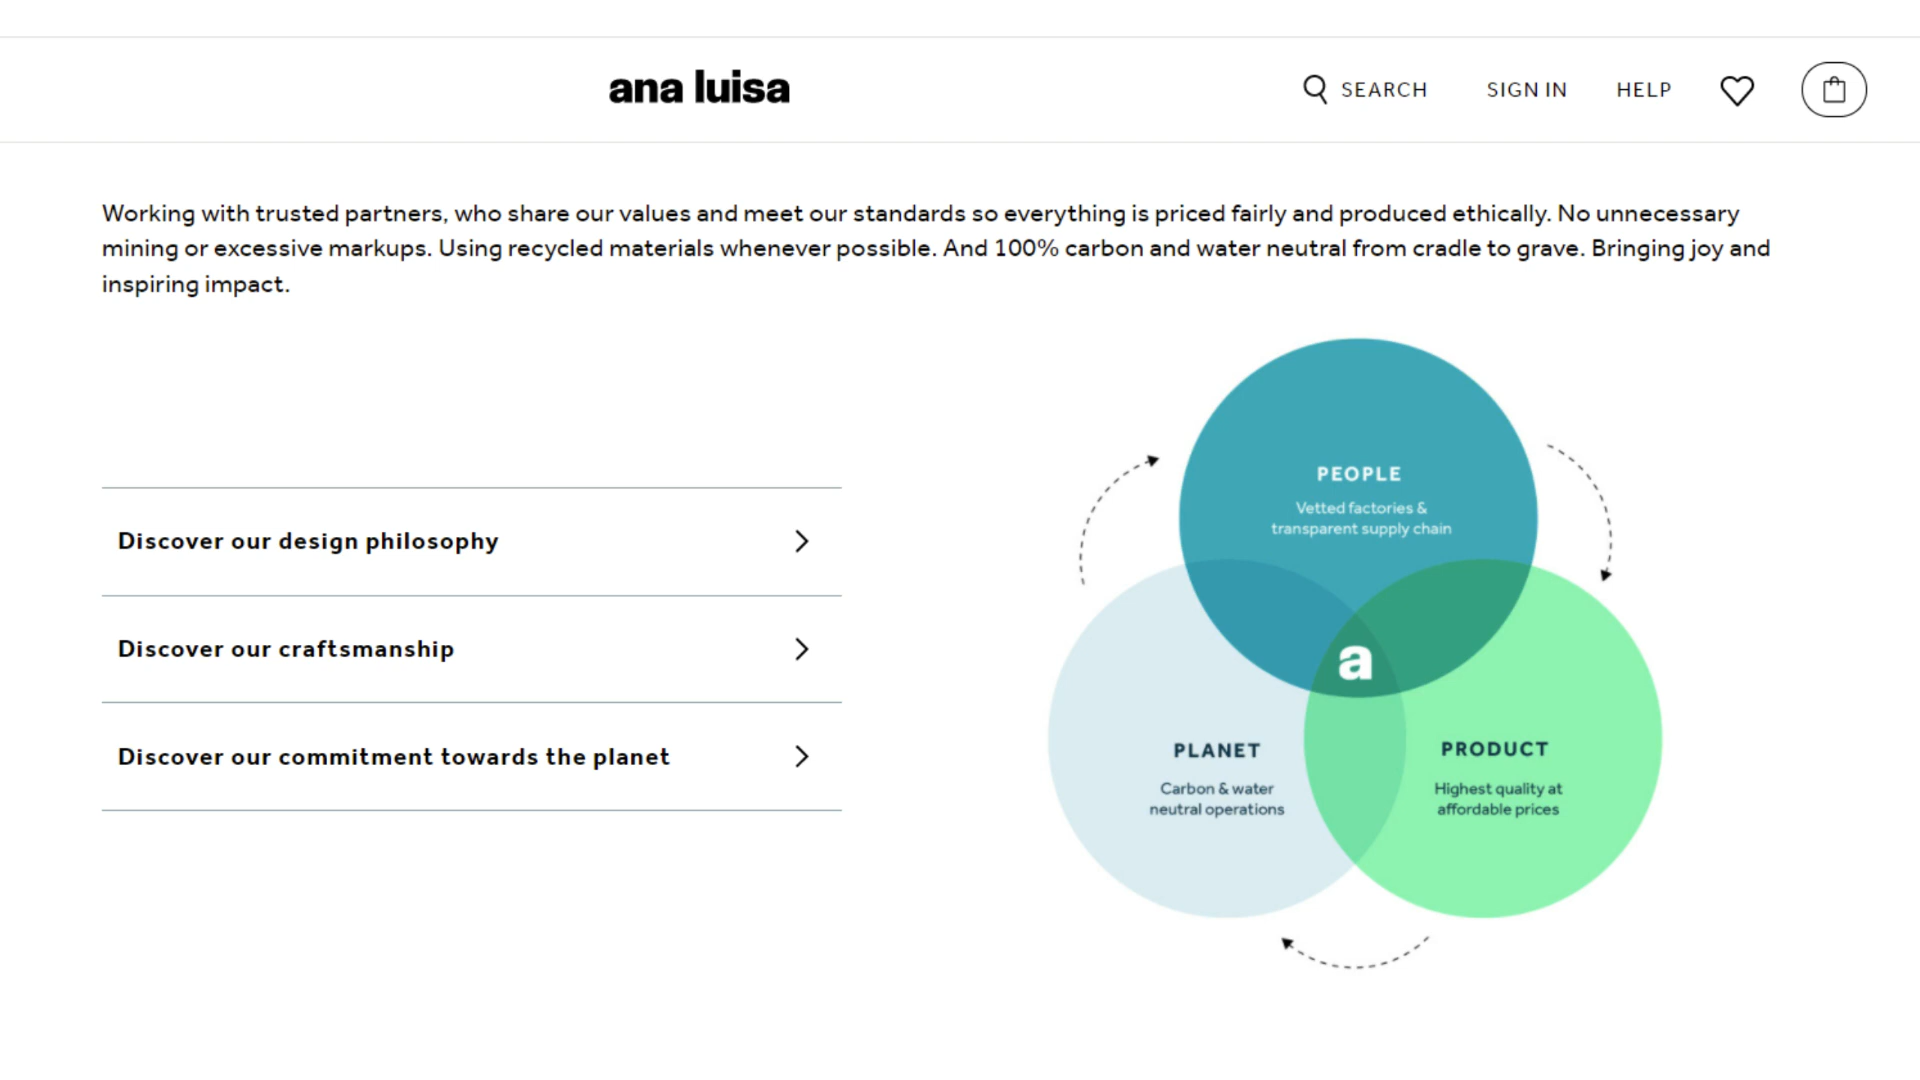 ana luisa
SEARCH
SIGN IN
HELP
Working with trusted partners, who share our values and meet our standards so everything is priced fairly and produced ethically. No unnecessary
mining or excessive markups. Using recycled materials whenever possible. And 100% carbon and water neutral from cradle to grave. Bringing joy and
inspiring impact.
Discover our design philosophy
Discover our craftsmanship
Discover our commitment towards the planet
PEOPLE
Vetted factories &
transparent supply chain
a
PLANET
Carbon & water
neutral operations
PRODUCT
Highest quality at
affordable prices